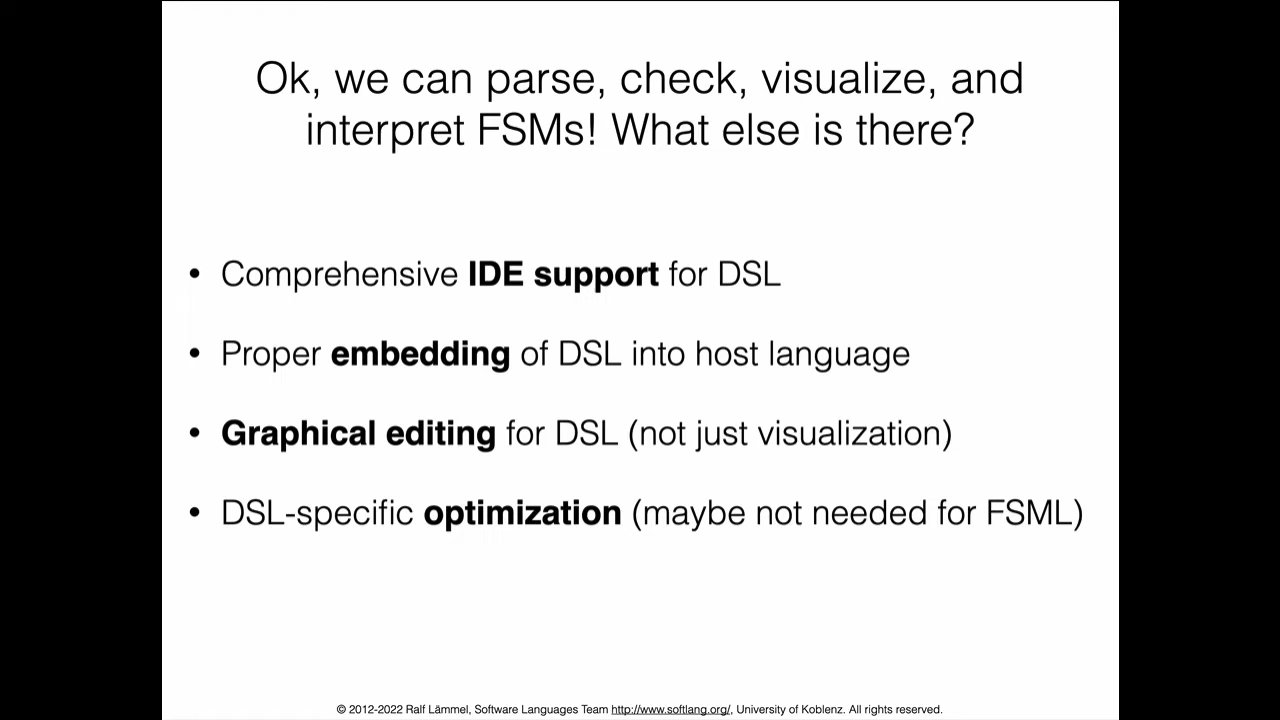 Ok, we can parse, check, visualize, and
interpret FSMs! What else is there?
• Comprehensive IDE support for DSL
• Proper embedding of DSL into host language
• Graphical editing for DSL (not just visualization)
• DSL-specific optimization (maybe not needed for FSML)
© 2012-2022 Ralf Lämmel, Software Languages Team http://www.softlang.org/, University of Koblenz. All rights reserved.